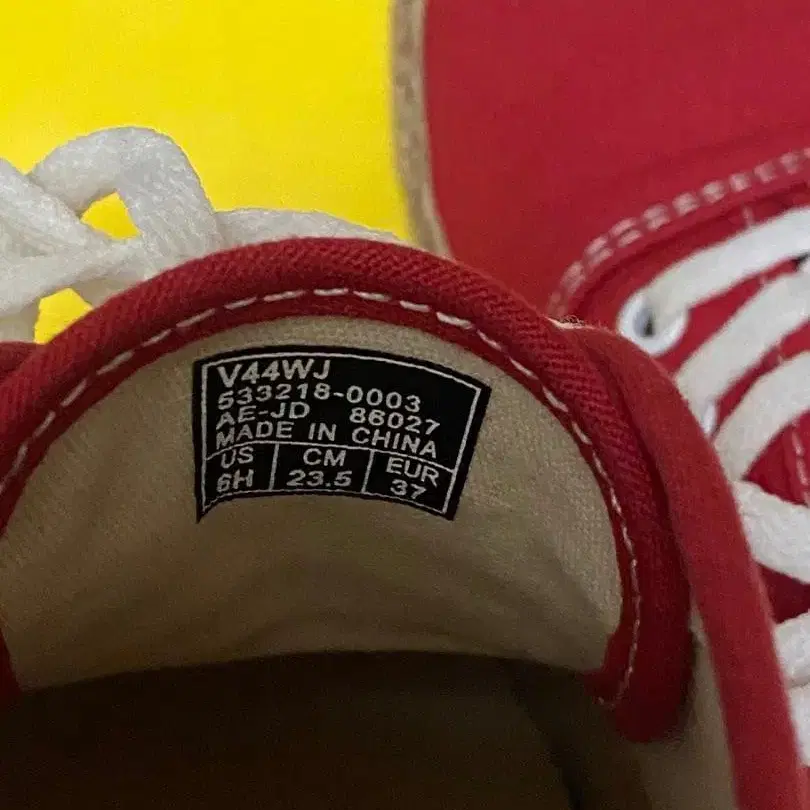 V44WJ
533218-0003
AE-JD 86027
MADE IN CHINA
US CM EUR
6H 23.5 37